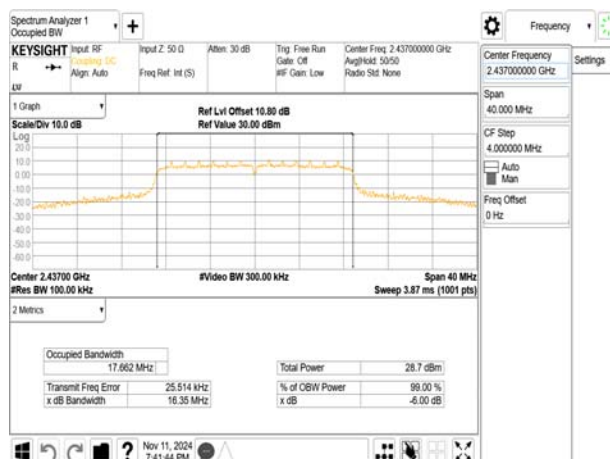 Spectrum Analyzer 1
Occupied BW
Frequency
Settings
KEYSIGHT
Input: RF
Coupling: DC
Align: Auto
Input Z: 50 Ω
Freq Ref: Int (S)
Atten: 30 dB
Trig: Free Run
Gate: Off
#IF Gain: Low
Center Freq: 2.437000000 GHz
Avg|Hold: 50/50
Radio Std: None
R
1 Graph
Scale/Div 10.0 dB
Ref Lvl Offset 10.80 dB
Ref Value 30.00 dBm
Log
20.0
10.0
0.00
-10.0
-20.0
-30.0
-40.0
-50.0
-60.0
Center 2.43700 GHz
#Res BW 100.00 kHz
#Video BW 300.00 kHz
Span 40 MHz
Sweep 3.87 ms (1001 pts)
2 Metrics
Occupied Bandwidth
17.662 MHz
Total Power 28.7 dBm
Transmit Freq Error 25.514 kHz
% of OBW Power 99.00 %
x dB Bandwidth 16.35 MHz
x dB -6.00 dB
Center Frequency
2.437000000 GHz
Span
40.000 MHz
CF Step
4.000000 MHz
Auto
Man
Freq Offset
0 Hz
Nov 11, 2024
7:41:44 PM